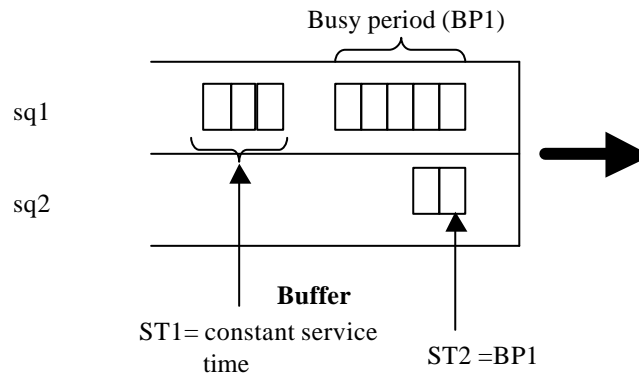 Busy period (BP1)
sq1
sq2
Buffer
ST1= constant service
time
ST2 =BP1